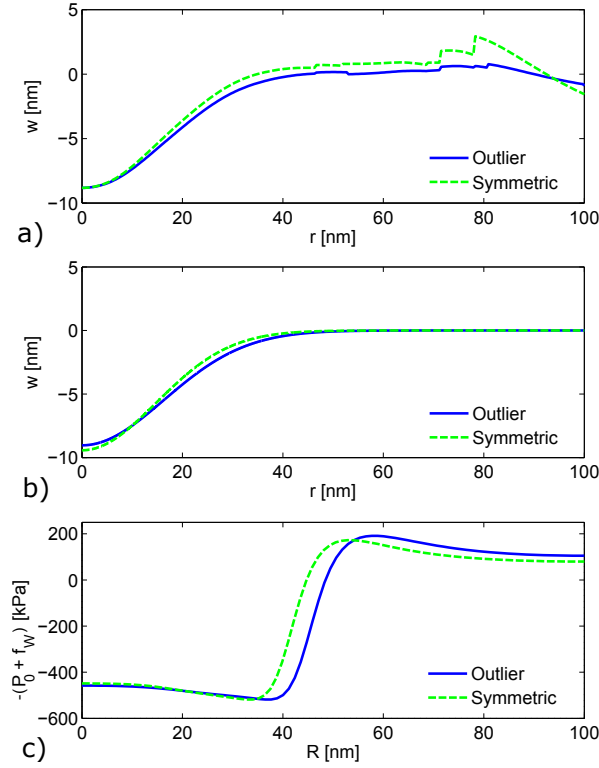 5
0
−5
−10
w [nm]
0
20
40
60
80
100
r [nm]
Outlier
Symmetric
a)
5
0
−5
−10
w [nm]
0
20
40
60
80
100
r [nm]
Outlier
Symmetric
b)
200
0
−200
−400
−600
-(P0 + fW) [kPa]
0
20
40
60
80
100
R [nm]
Outlier
Symmetric
c)